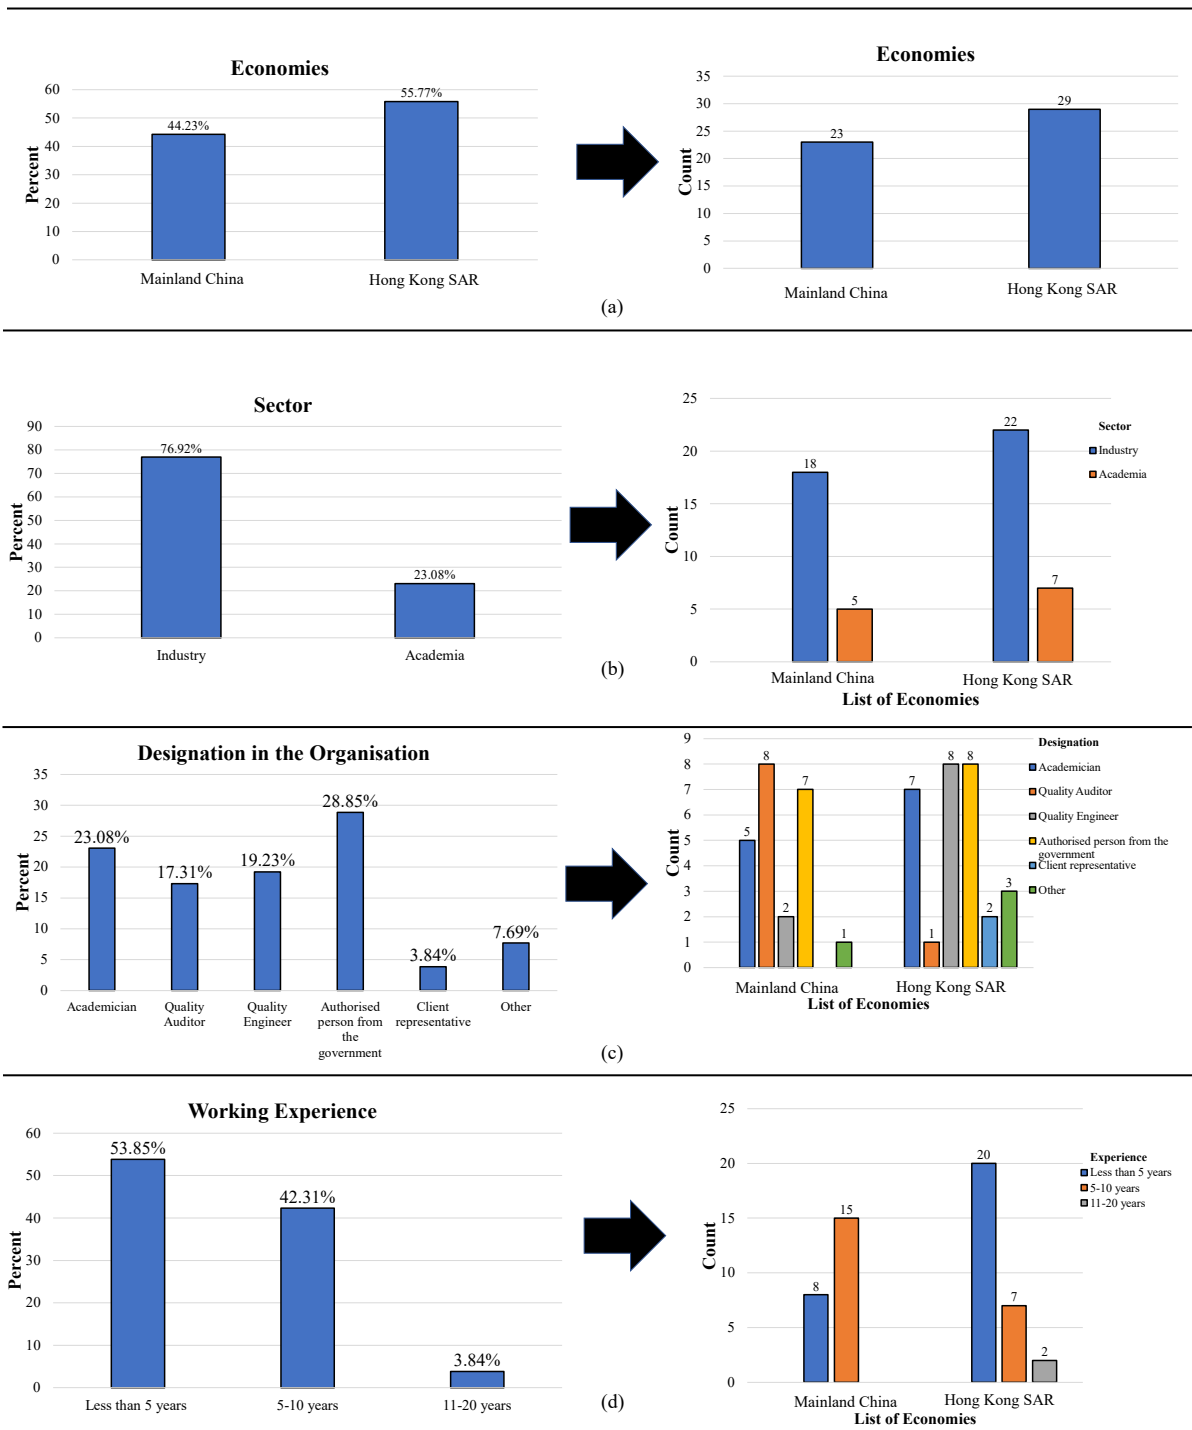 Economies
Percent
60
50
40
30
20
10
0
44.23%
55.77%
Mainland China
Hong Kong SAR
Economies
Count
35
30
25
20
15
10
5
0
23
29
Mainland China
Hong Kong SAR
(a)
Sector
Percent
90
80
70
60
50
40
30
20
10
0
76.92%
23.08%
Industry
Academia
Count
25
20
15
10
5
0
18
5
22
7
Mainland China
Hong Kong SAR
List of Economies
Sector
Industry
Academia
(b)
Designation in the Organisation
Percent
35
30
25
20
15
10
5
0
23.08%
17.31%
19.23%
28.85%
3.84%
7.69%
Academician
Quality
Auditor
Quality
Engineer
Authorised
person from
the
government
Client
representative
Other
Count
9
8
7
6
5
4
3
2
1
0
5
8
2
7
1
7
1
8
8
2
3
Mainland China
Hong Kong SAR
List of Economies
Designation
Academician
Quality Auditor
Quality Engineer
Authorised person from the
government
Client representative
Other
(c)
Working Experience
Percent
60
50
40
30
20
10
0
53.85%
42.31%
3.84%
Less than 5 years
5-10 years
11-20 years
Count
25
20
15
10
5
0
8
15
20
7
2
Mainland China
Hong Kong SAR
List of Economies
Experience
Less than 5 years
5-10 years
11-20 years
(d)